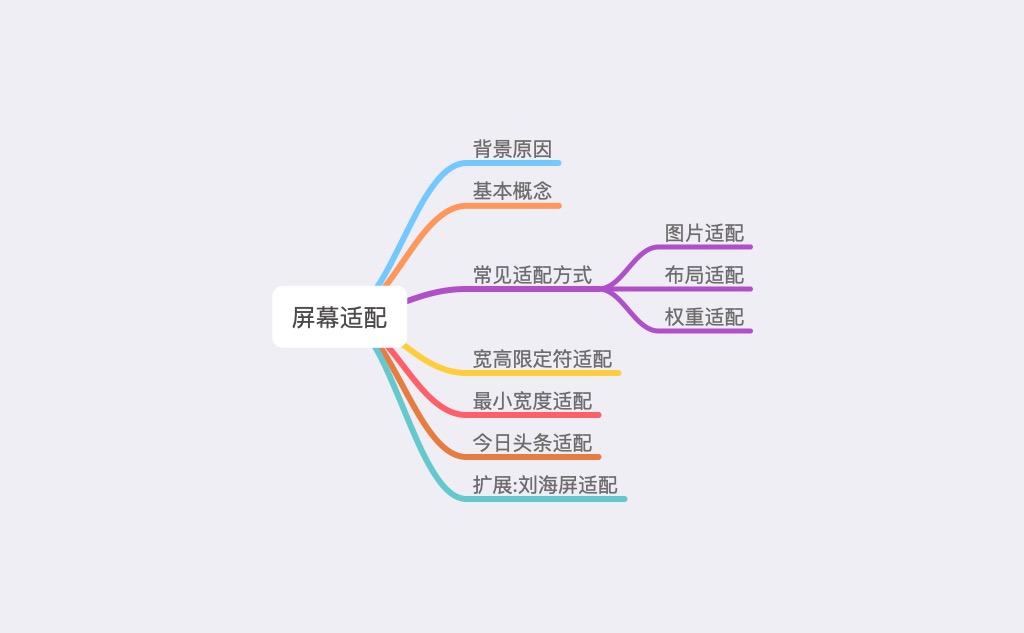 背景原因
基本概念
图片适配
常见适配方式
布局适配
屏幕适配
权重适配
宽高限定符适配
最小宽度适配
今日头条适配
扩展:刘海屏适配